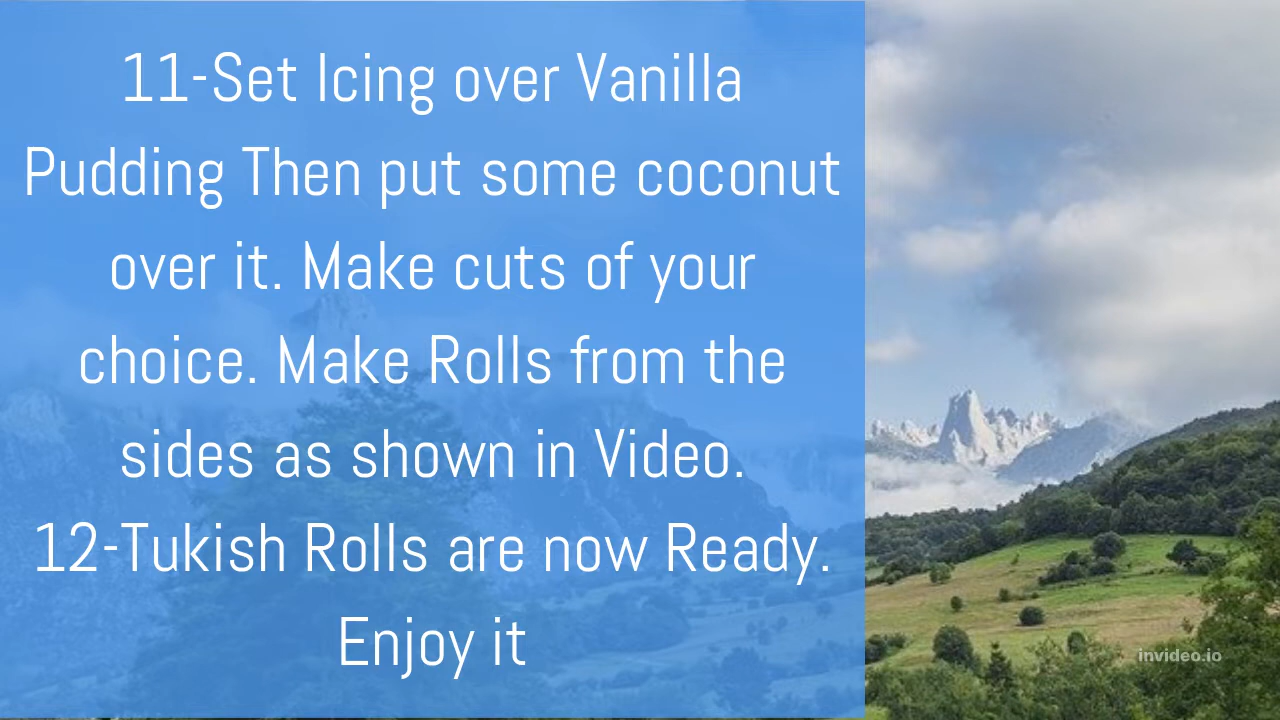 11-Set Icing over Vanilla
Pudding Then put some coconut
over it. Make cuts of your
choice. Make Rolls from the
sides as shown in Video.
12-Tukish Rolls are now Ready.
Enjoy it
invideo.io